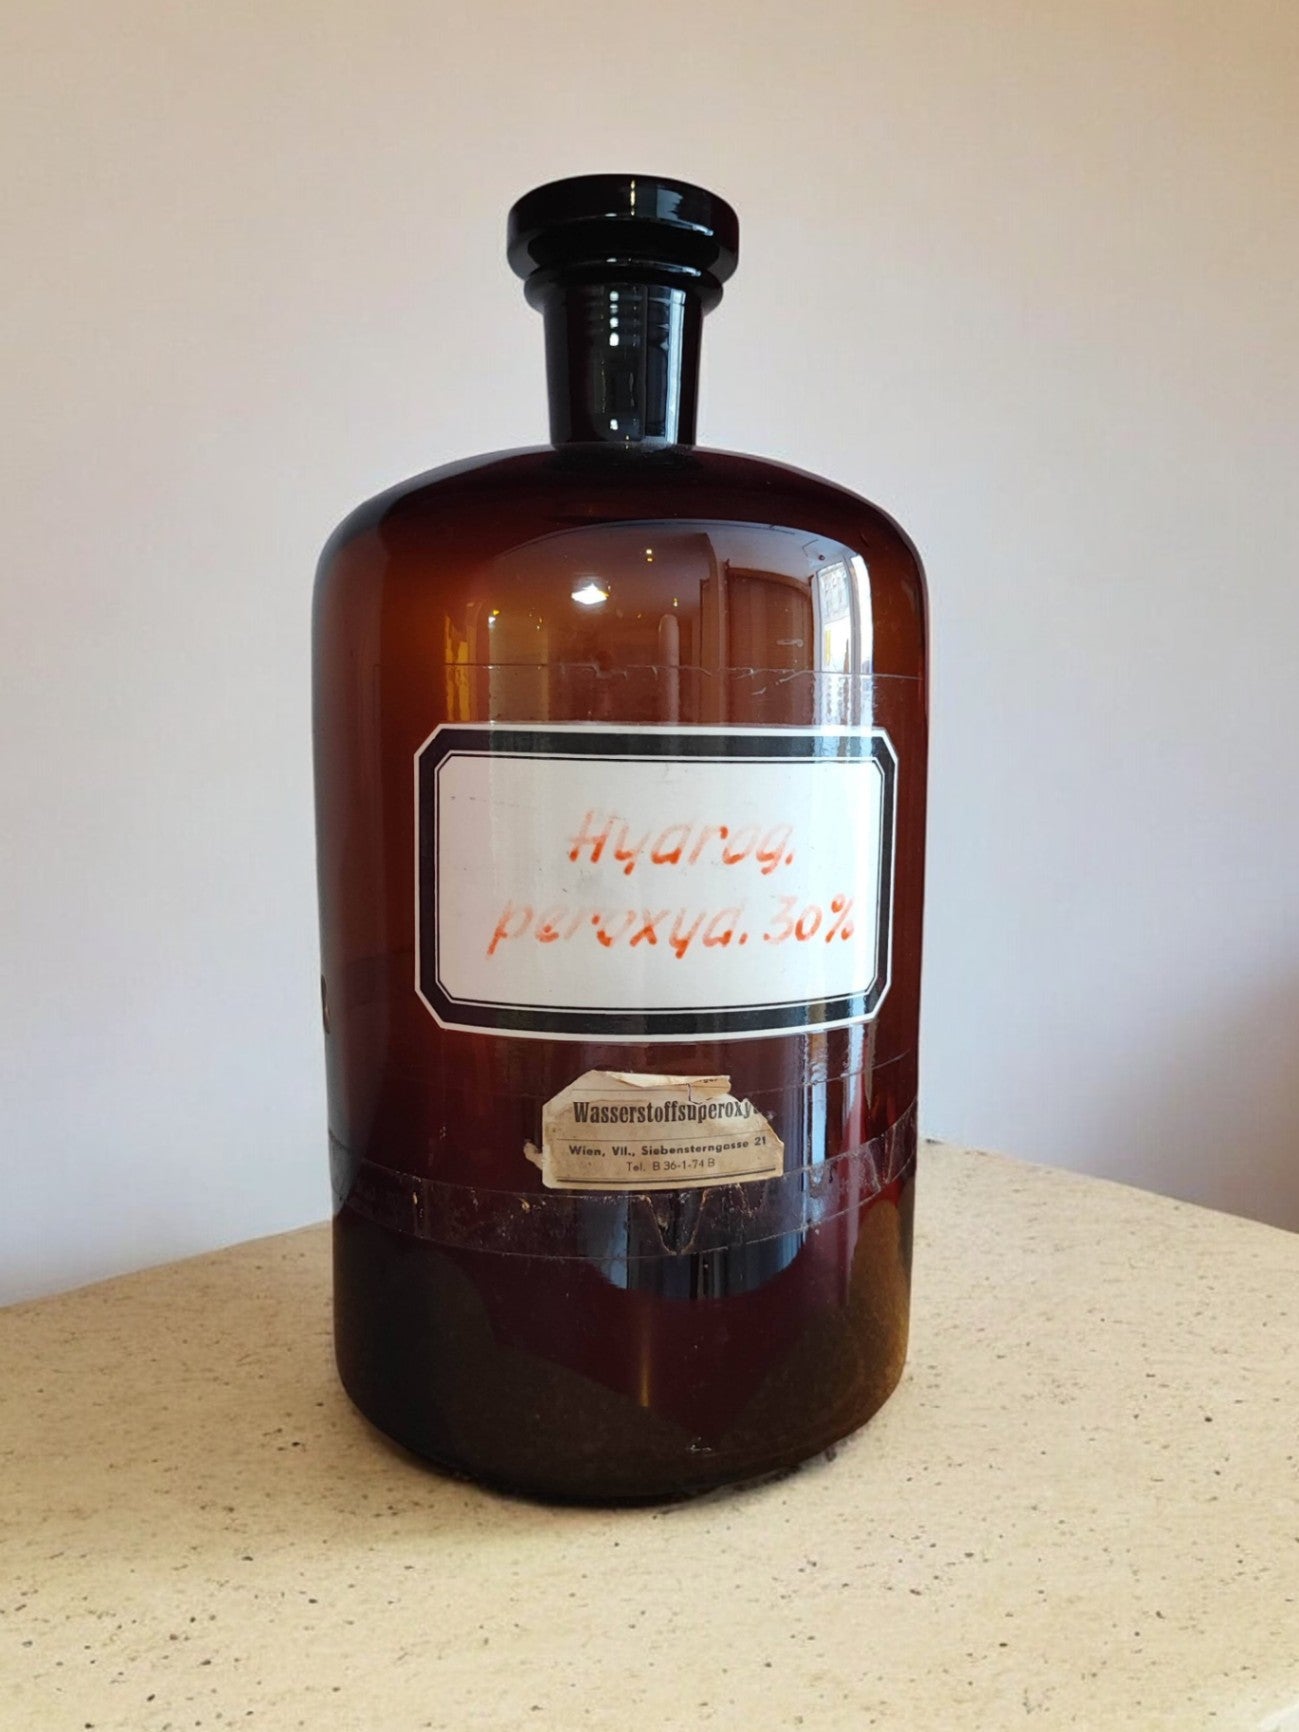 Hydrog.
peroxyd. 30%
Wasserstoffsuperoxy
Wien, VII., Siebensterngasse 21
Tel. B 36-1-74 B